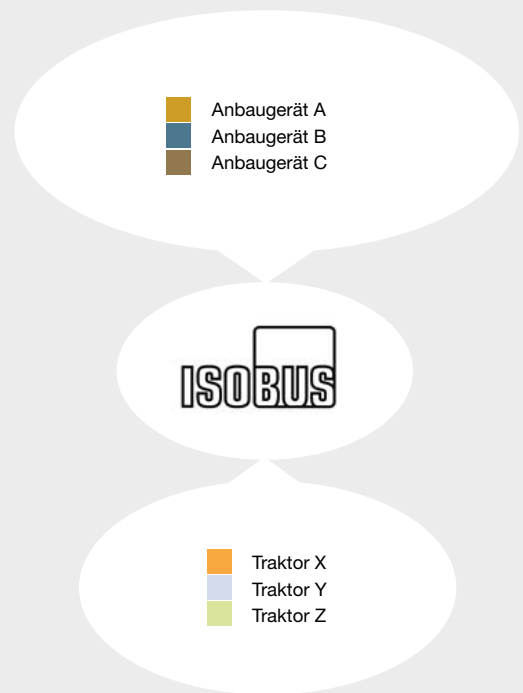 Anbaugerät A
Anbaugerät B
Anbaugerät C
ISOBUS
Traktor X
Traktor Y
Traktor Z